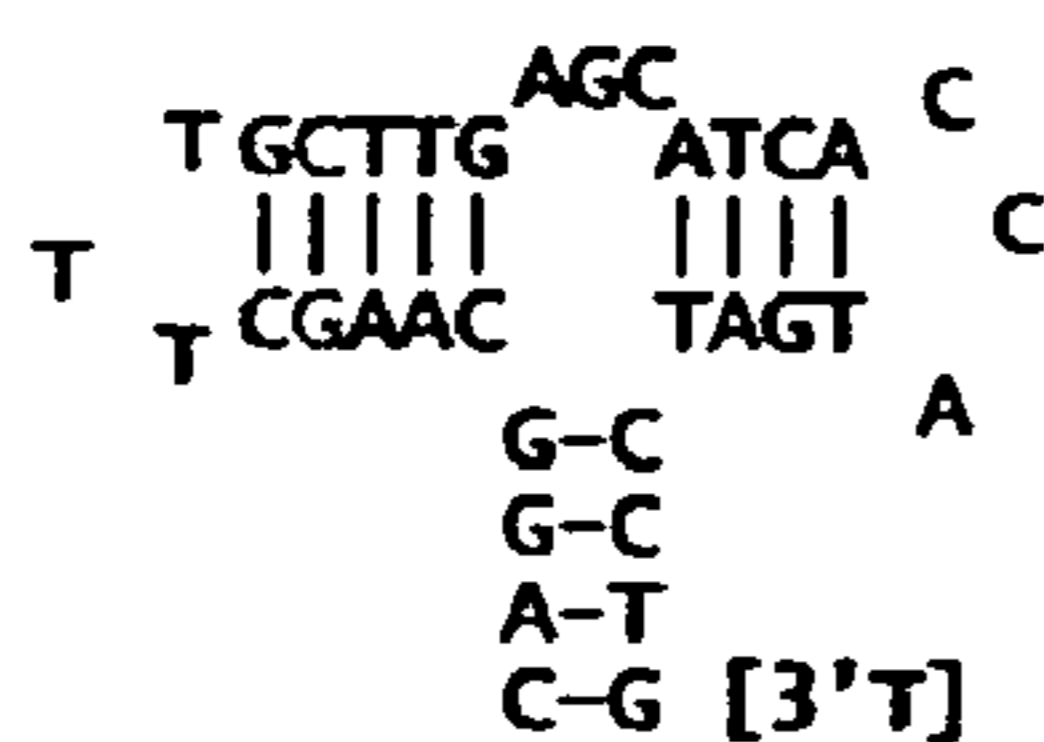 AGC
C
T GCTTG ATCA
C
T
T CGAAC TAGT
A
G-C
G-C
A-T
C-G [3'T]